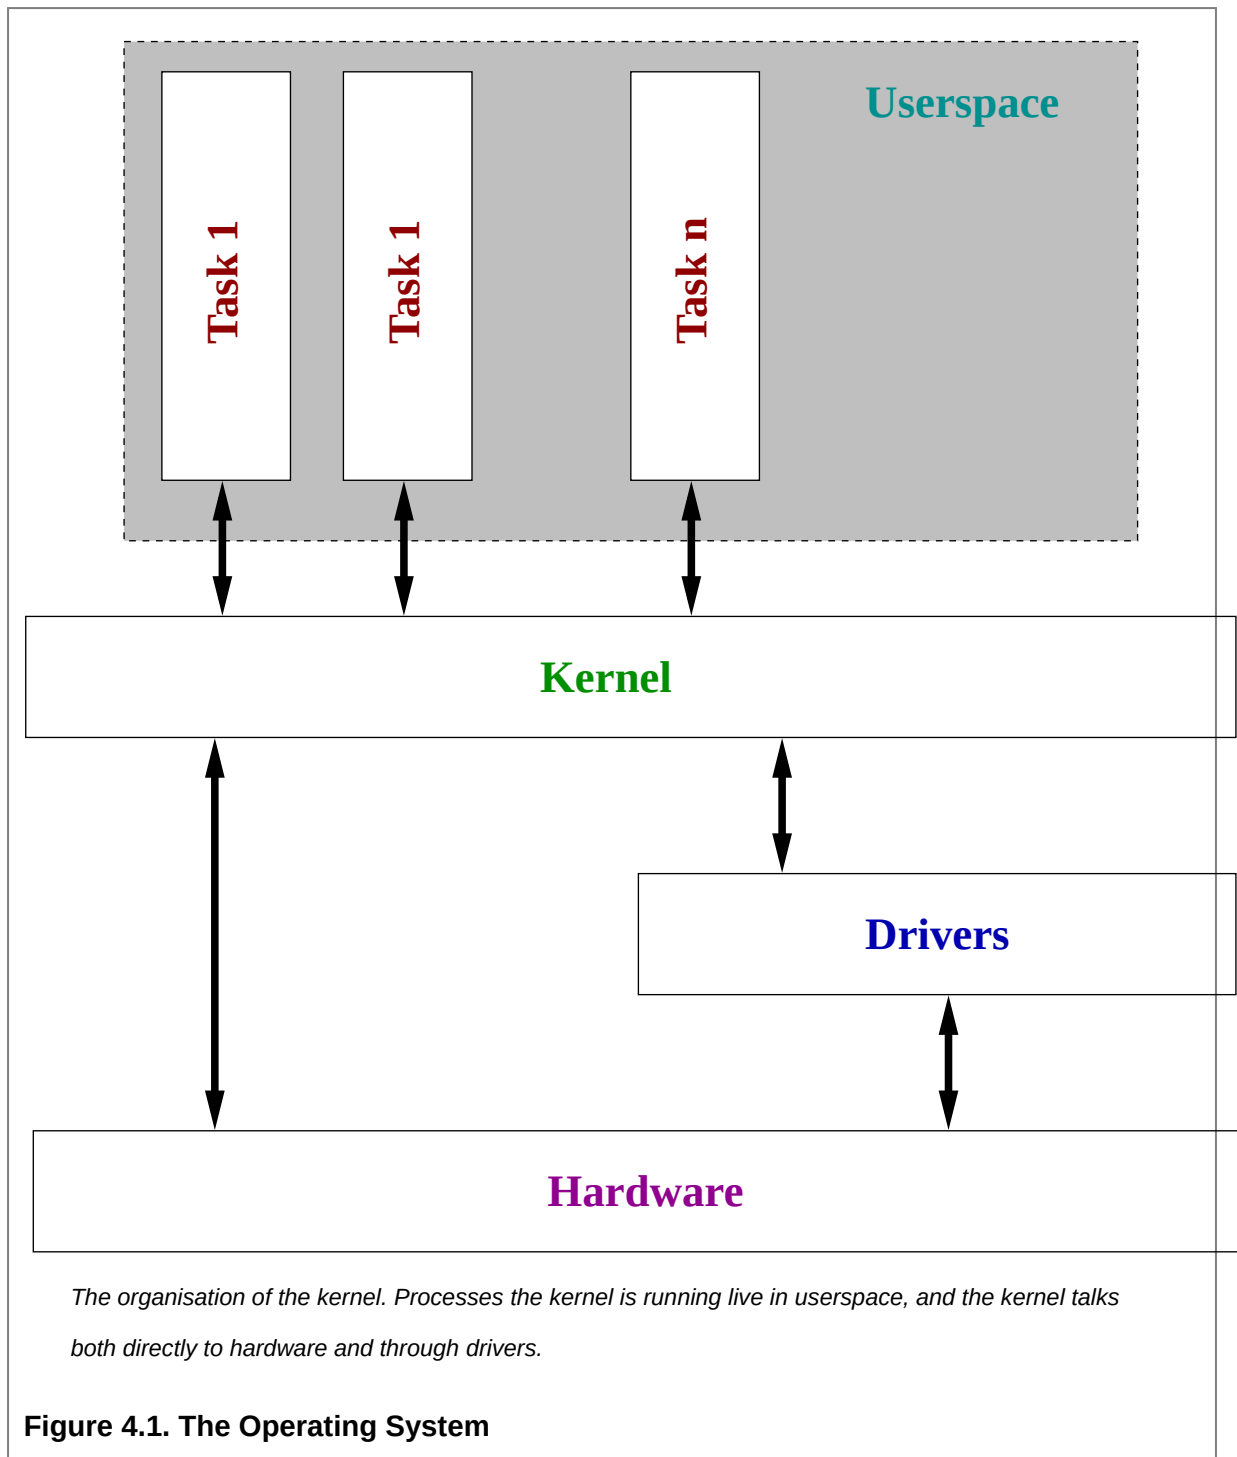 Userspace
Task 1
Task 1
Task n
Kernel
Drivers
Hardware
The organisation of the kernel. Processes the kernel is running live in userspace, and the kernel talks
both directly to hardware and through drivers.
Figure 4.1. The Operating System